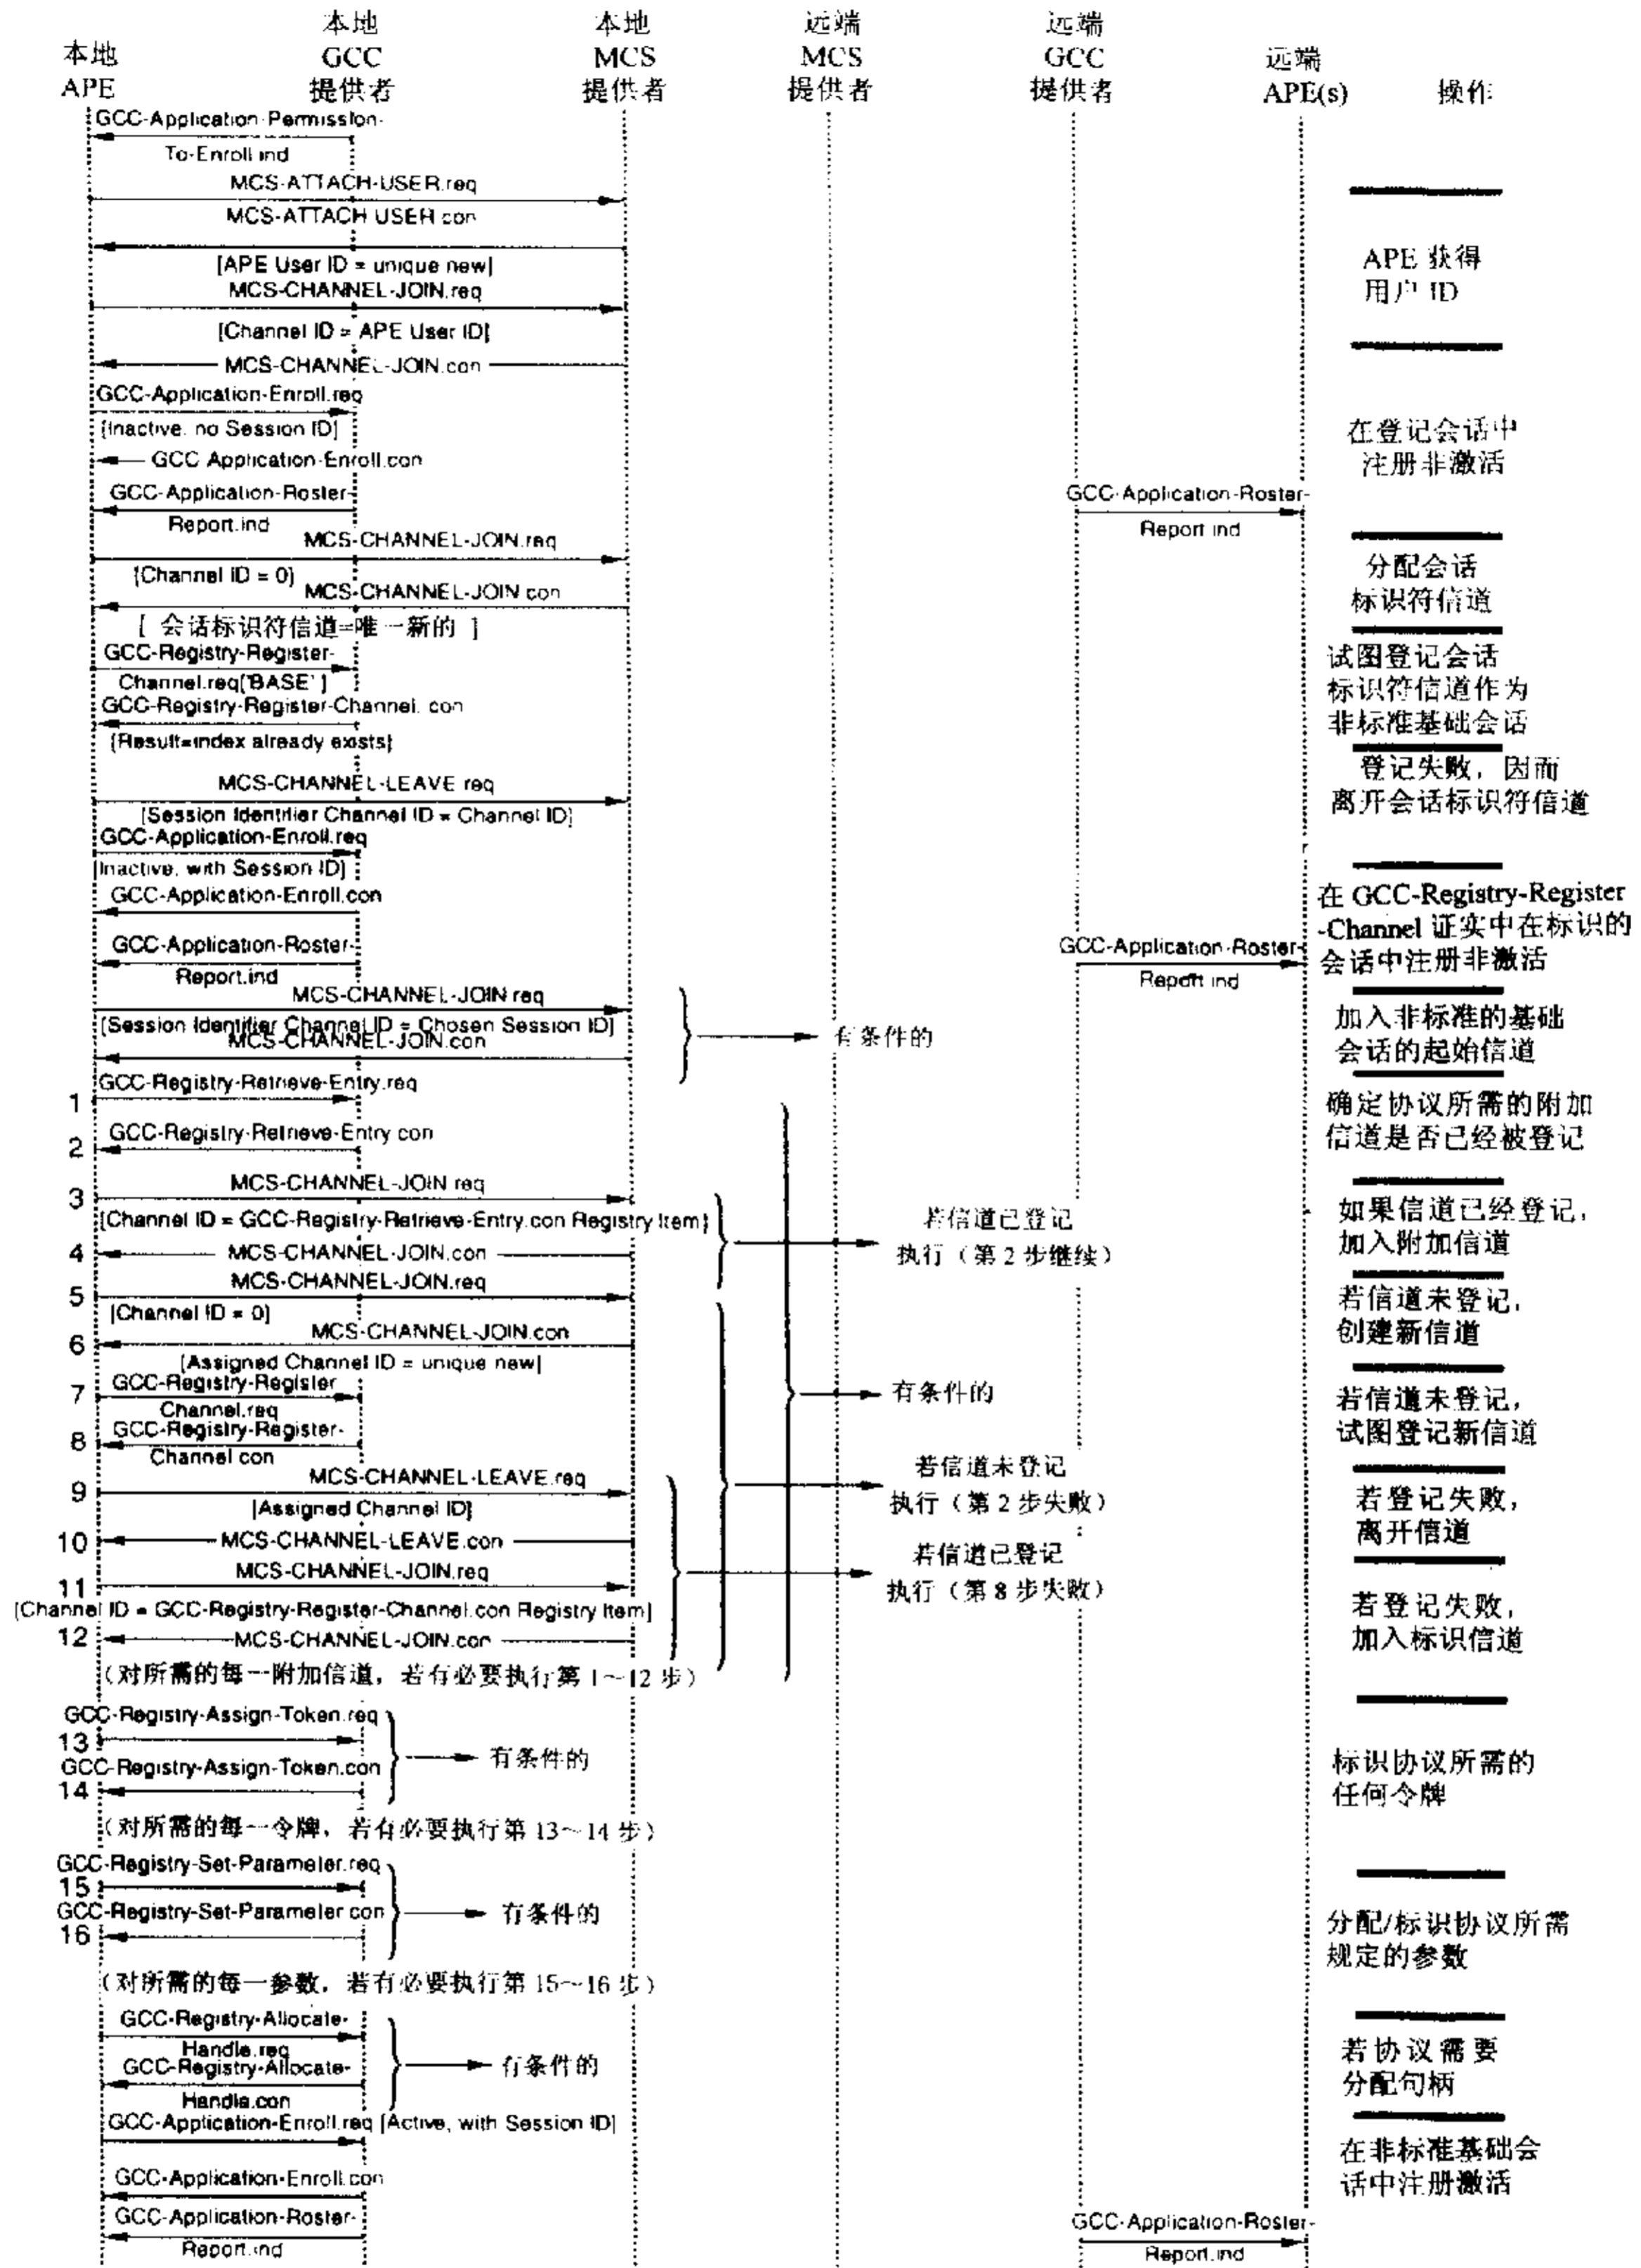 本地
APE
本地
GCC
提供者
本地
MCS
提供者
远端
MCS
提供者
远端
GCC
提供者
远端
APE(s)
操作
GCC-Application-Permission-
To-Enroll.ind
MCS-ATTACH-USER.req
MCS-ATTACH USER.con
[APE User ID = unique new]
MCS-CHANNEL-JOIN.req
APE 获得
用户 ID
[Channel ID = APE User ID]
MCS-CHANNEL-JOIN.con
GCC-Application-Enroll.req
[Inactive, no Session ID]
GCC Application-Enroll.con
在登记会话中
注册非激活
GCC-Application-Roster-
Report.ind
GCC-Application-Roster-
Report ind
MCS-CHANNEL-JOIN.req
[Channel ID = 0]
MCS-CHANNEL-JOIN con
分配会话
标识符信道
[ 会话标识符信道=唯一新的 ]
GCC-Registry-Register-
Channel.req['BASE' ]
GCC-Registry-Register-Channel. con
[Result=index already exists]
试图登记会话
标识符信道作为
非标准基础会话
MCS-CHANNEL-LEAVE req
[Session Identifier Channel ID = Channel ID]
登记失败，因而
离开会话标识符信道
GCC-Application-Enroll.req
[Inactive, with Session ID]
GCC-Application-Enroll.con
GCC-Application-Roster-
Report.ind
GCC-Application-Roster-
Report ind
在 GCC-Registry-Register
-Channel 证实中在标识的
会话中注册非激活
MCS-CHANNEL-JOIN req
[Session Identifier Channel ID = Chosen Session ID]
MCS-CHANNEL-JOIN.con
有条件的
加入非标准的基础
会话的起始信道
GCC-Registry-Retrieve-Entry.req
1
GCC-Registry-Retrieve-Entry con
2
确定协议所需的附加
信道是否已经被登记
MCS-CHANNEL-JOIN req
3
[Channel ID = GCC-Registry-Retrieve-Entry.con Registry Item]
4 MCS-CHANNEL-JOIN.con
若信道已登记
执行（第 2 步继续）
如果信道已经登记，
加入附加信道
MCS-CHANNEL-JOIN.req
5
[Channel ID = 0]
MCS-CHANNEL-JOIN.con
6
[Assigned Channel ID = unique new]
若信道未登记，
创建新信道
GCC-Registry-Register
7
Channel.req
GCC-Registry-Register-
8
Channel con
有条件的
若信道未登记，
试图登记新信道
MCS-CHANNEL-LEAVE.req
9
[Assigned Channel ID]
10 MCS-CHANNEL-LEAVE.con
若信道未登记
执行（第 2 步失败）
若登记失败，
离开信道
MCS-CHANNEL-JOIN.req
11
[Channel ID = GCC-Registry-Register-Channel.con Registry Item]
12 MCS-CHANNEL-JOIN.con
若信道已登记
执行（第 8 步失败）
若登记失败，
加入标识信道
（对所需的每一附加信道，若有必要执行第 1～12 步）
GCC-Registry-Assign-Token.req
13
GCC-Registry-Assign-Token.con
14
有条件的
标识协议所需的
任何令牌
（对所需的每一令牌，若有必要执行第 13～14 步）
GCC-Registry-Set-Parameter.req
15
GCC-Registry-Set-Parameter con
16
有条件的
分配/标识协议所需
规定的参数
（对所需的每一参数，若有必要执行第 15～16 步）
GCC-Registry-Allocate-
Handle.req
GCC-Registry-Allocate-
Handle.con
有条件的
若协议需要
分配句柄
GCC-Application-Enroll.req [Active, with Session ID]
GCC-Application-Enroll.con
在非标准基础会
话中注册激活
GCC-Application-Roster-
Report.ind
GCC-Application-Roster-
Report.ind